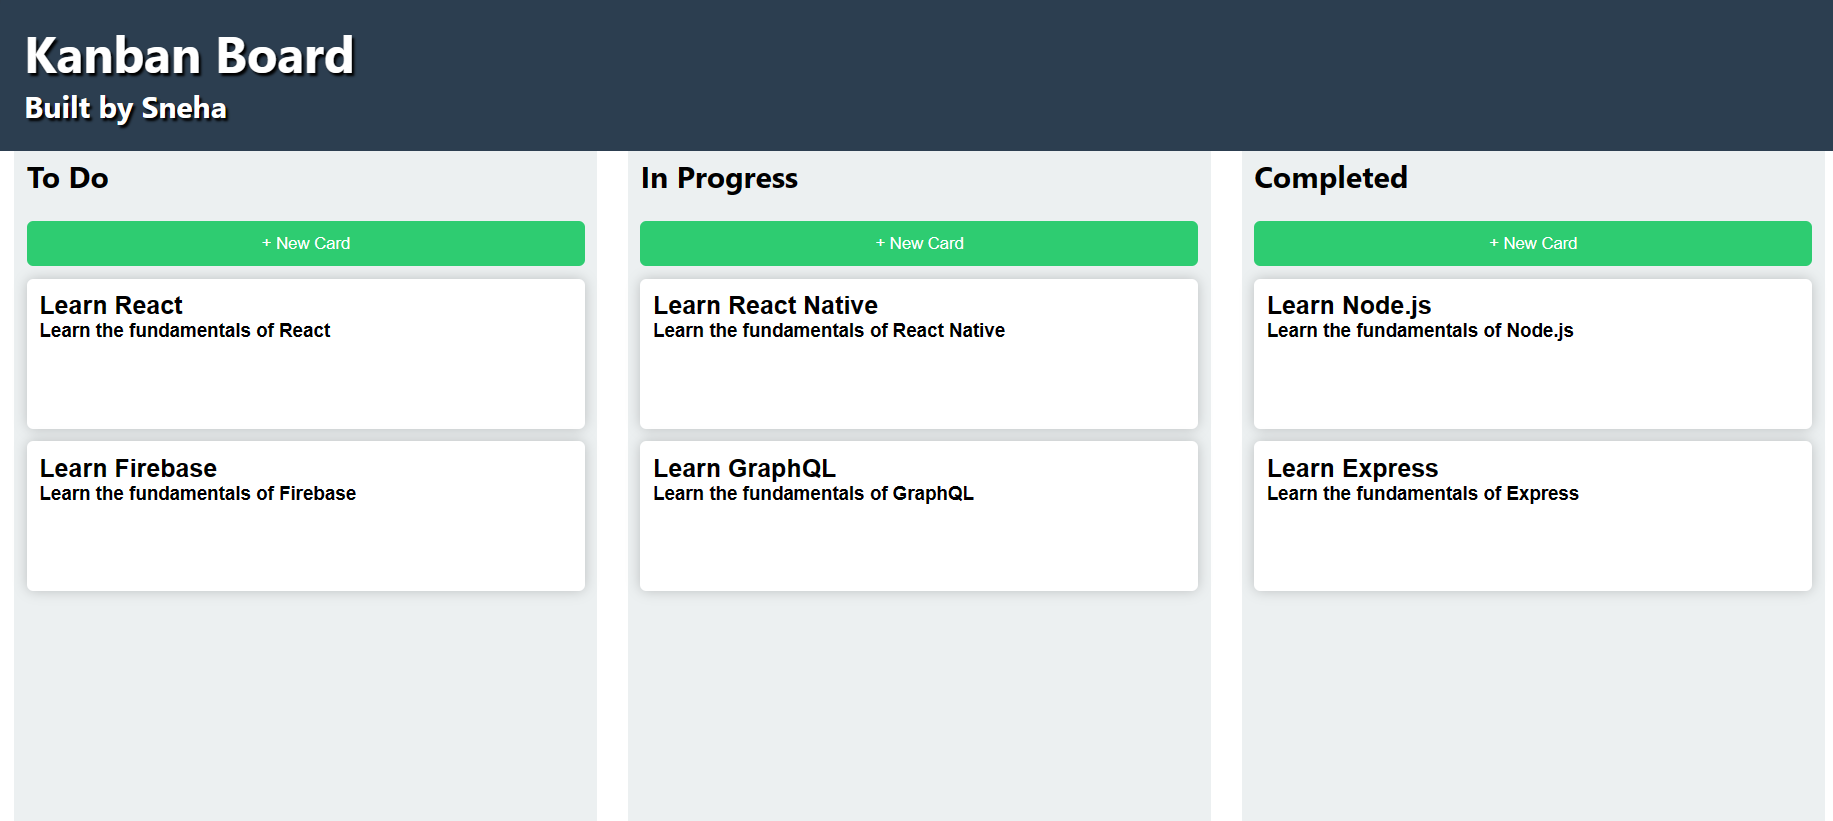 Kanban Board
Built by Sneha
To Do
+ New Card
Learn React
Learn the fundamentals of React
Learn Firebase
Learn the fundamentals of Firebase
In Progress
+ New Card
Learn React Native
Learn the fundamentals of React Native
Learn GraphQL
Learn the fundamentals of GraphQL
Completed
+ New Card
Learn Node.js
Learn the fundamentals of Node.js
Learn Express
Learn the fundamentals of Express